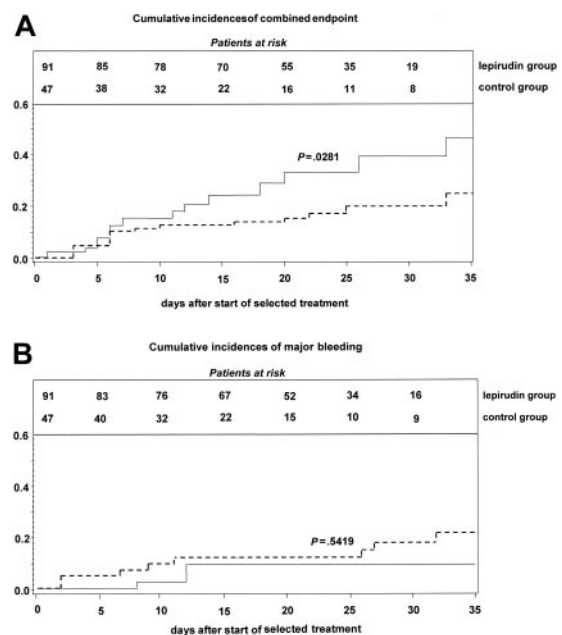 A
Cumulative incidencesof combined endpoint
Patients at risk
91 85 78 70 55 35 19 lepirudin group
47 38 32 22 16 11 8 control group
0.6
0.4
P=.0281
0.2
0.0
0 5 10 15 20 25 30 35
days after start of selected treatment
B
Cumulative incidences of major bleeding
Patients at risk
91 83 76 67 52 34 16 lepirudin group
47 40 32 22 15 10 9 control group
0.6
0.4
P=.5419
0.2
0.0
0 5 10 15 20 25 30 35
days after start of selected treatment